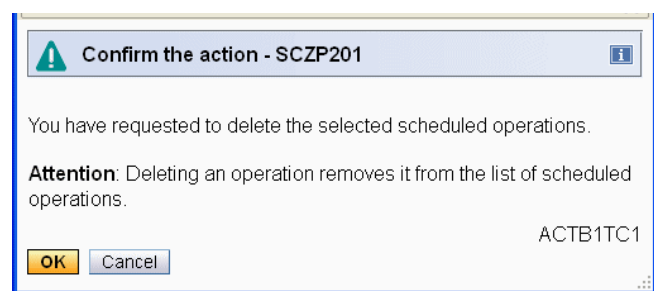 Confirm the action - SCZP201
i
You have requested to delete the selected scheduled operations.
Attention: Deleting an operation removes it from the list of scheduled
operations.
ACTB1TC1
OK Cancel